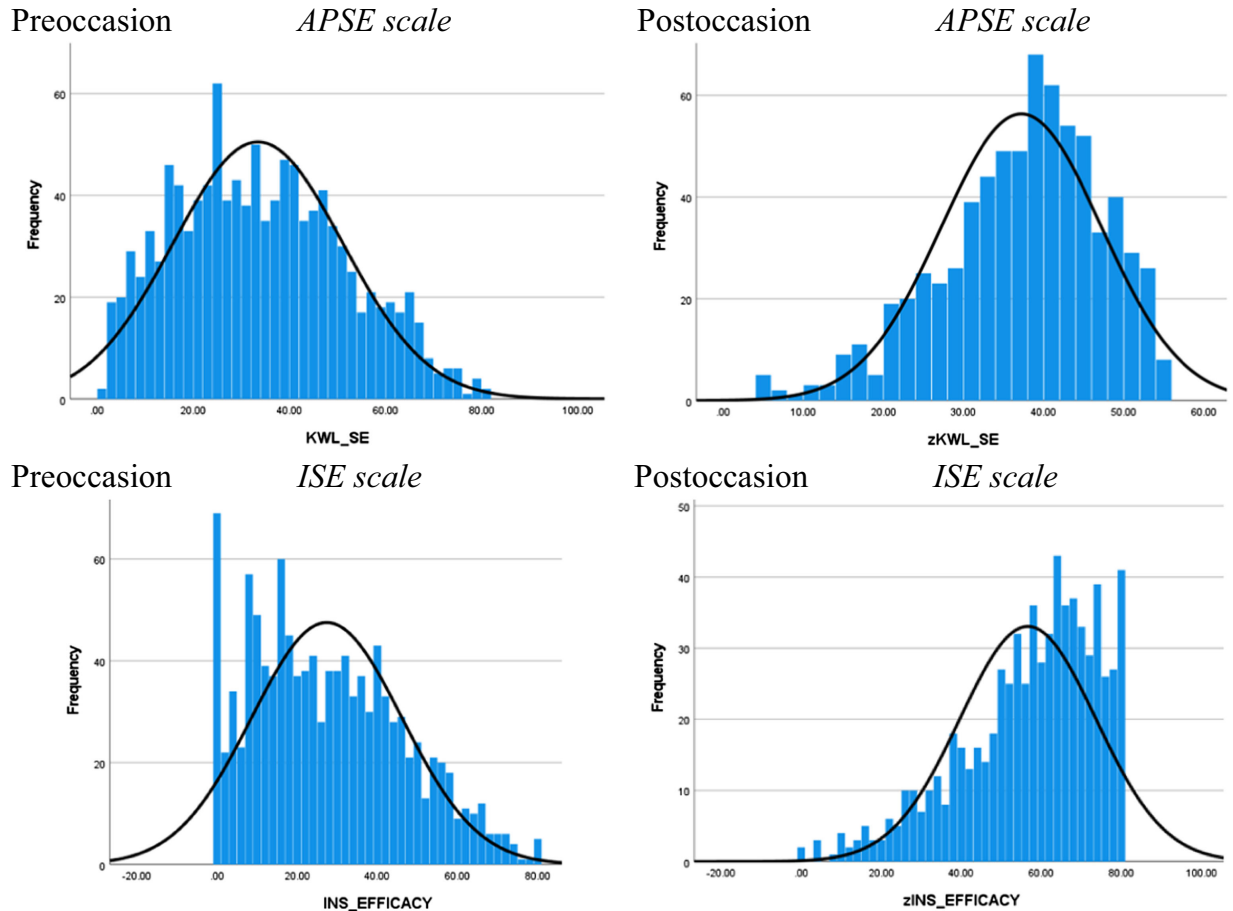 Preoccasion APSE scale
Postoccasion APSE scale
60
40
20
0
Frequency
.00 20.00 40.00 60.00 80.00 100.00
KWL_SE
60
40
20
0
Frequency
.00 10.00 20.00 30.00 40.00 50.00 60.00
zKWL_SE
Preoccasion ISE scale
Postoccasion ISE scale
60
40
20
0
Frequency
-20.00 .00 20.00 40.00 60.00 80.00
INS_EFFICACY
50
40
30
20
10
0
Frequency
-20.00 .00 20.00 40.00 60.00 80.00 100.00
zINS_EFFICACY